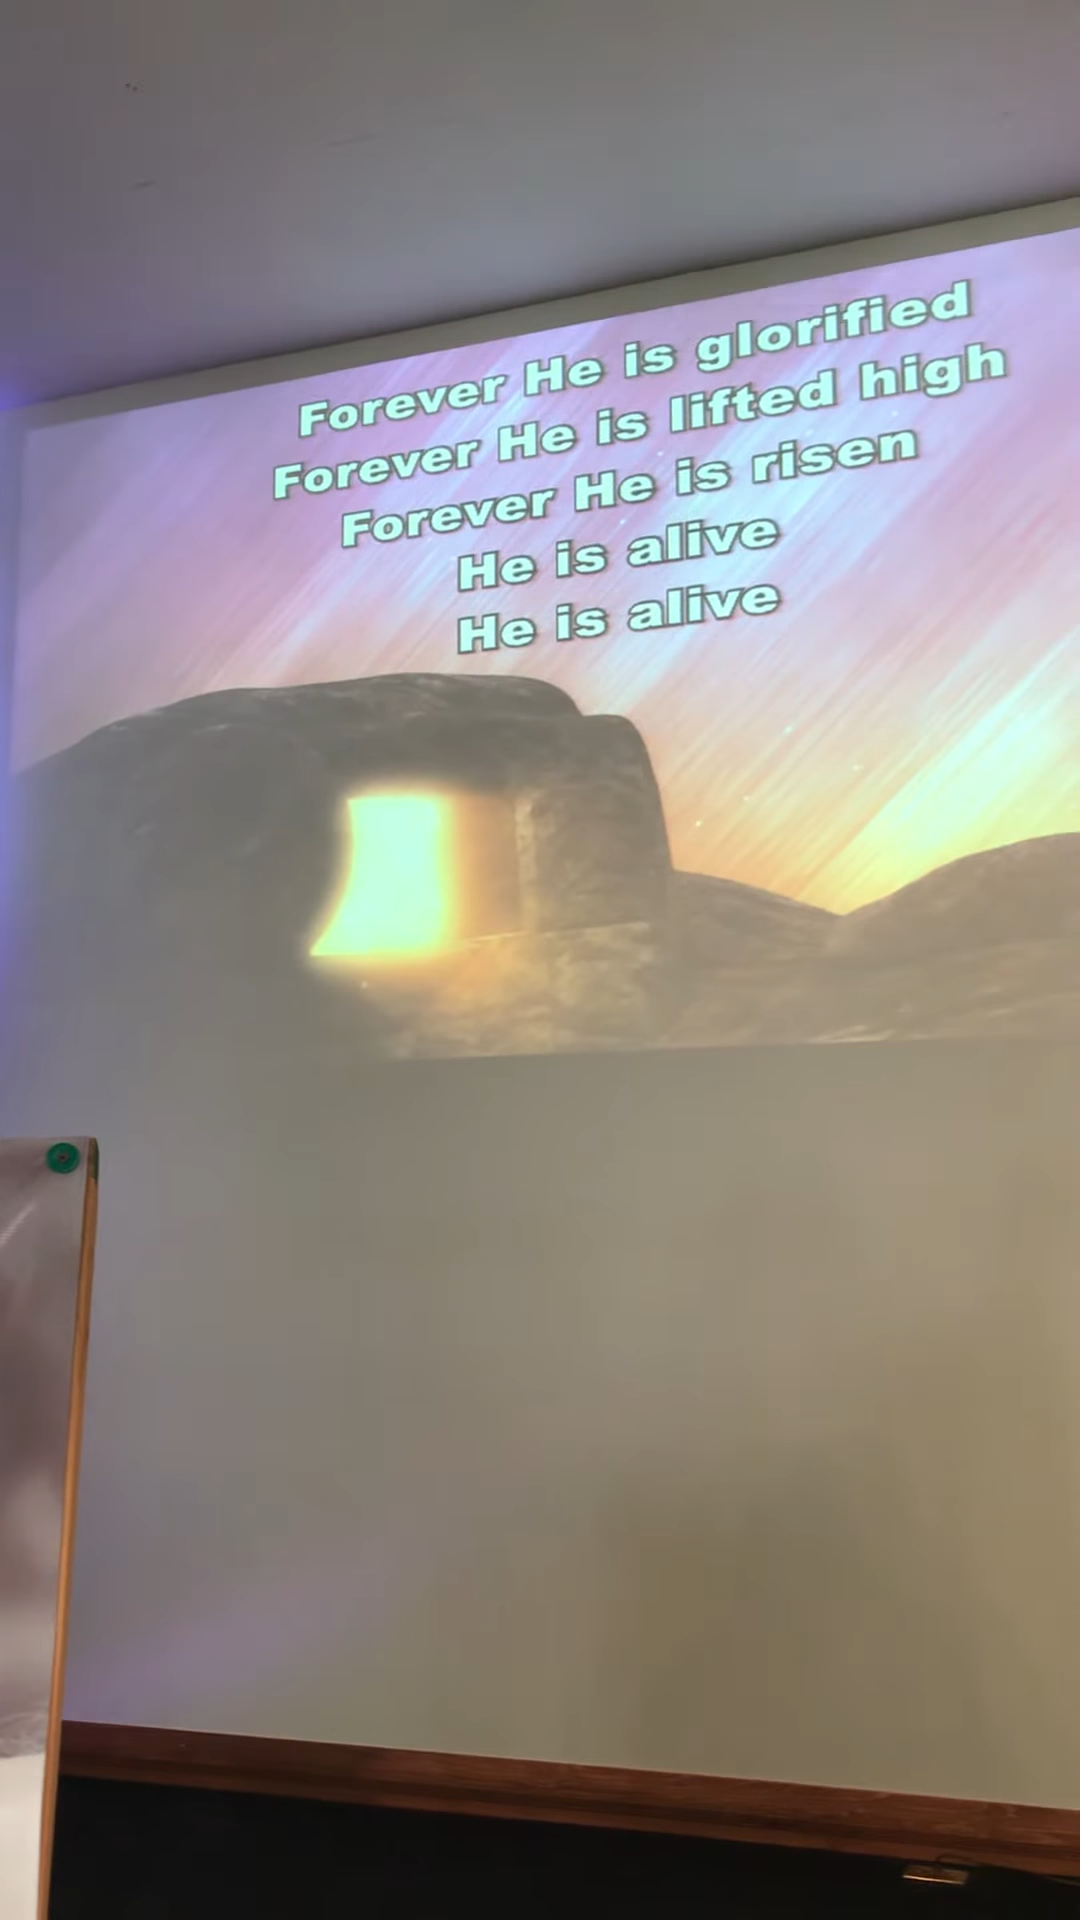 Forever He is glorified
Forever He is lifted high
Forever He is risen
He is alive
He is alive